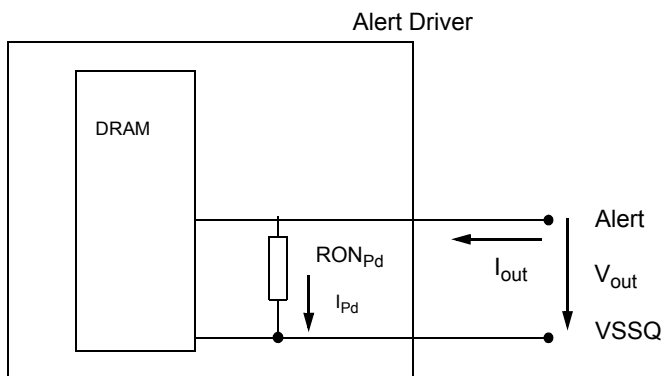 Alert Driver
DRAM
Alert
RONPd
Iout
Vout
IPd
VSSQ